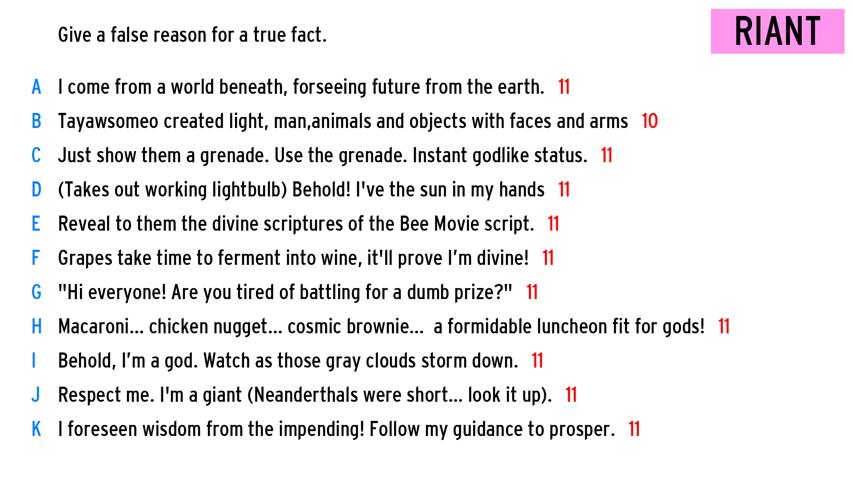 RIANT
Give a false reason for a true fact.
A I come from a world beneath, forseeing future from the earth. 11
B Tayawsomeo created light, man,animals and objects with faces and arms 10
C Just show them a grenade. Use the grenade. Instant godlike status. 11
D (Takes out working lightbulb) Behold! I've the sun in my hands 11
E Reveal to them the divine scriptures of the Bee Movie script. 11
F Grapes take time to ferment into wine, it'll prove I’m divine! 11
G "Hi everyone! Are you tired of battling for a dumb prize?" 11
H Macaroni... chicken nugget... cosmic brownie... a formidable luncheon fit for gods! 11
I Behold, I’m a god. Watch as those gray clouds storm down. 11
J Respect me. I'm a giant (Neanderthals were short... look it up). 11
K I foreseen wisdom from the impending! Follow my guidance to prosper. 11